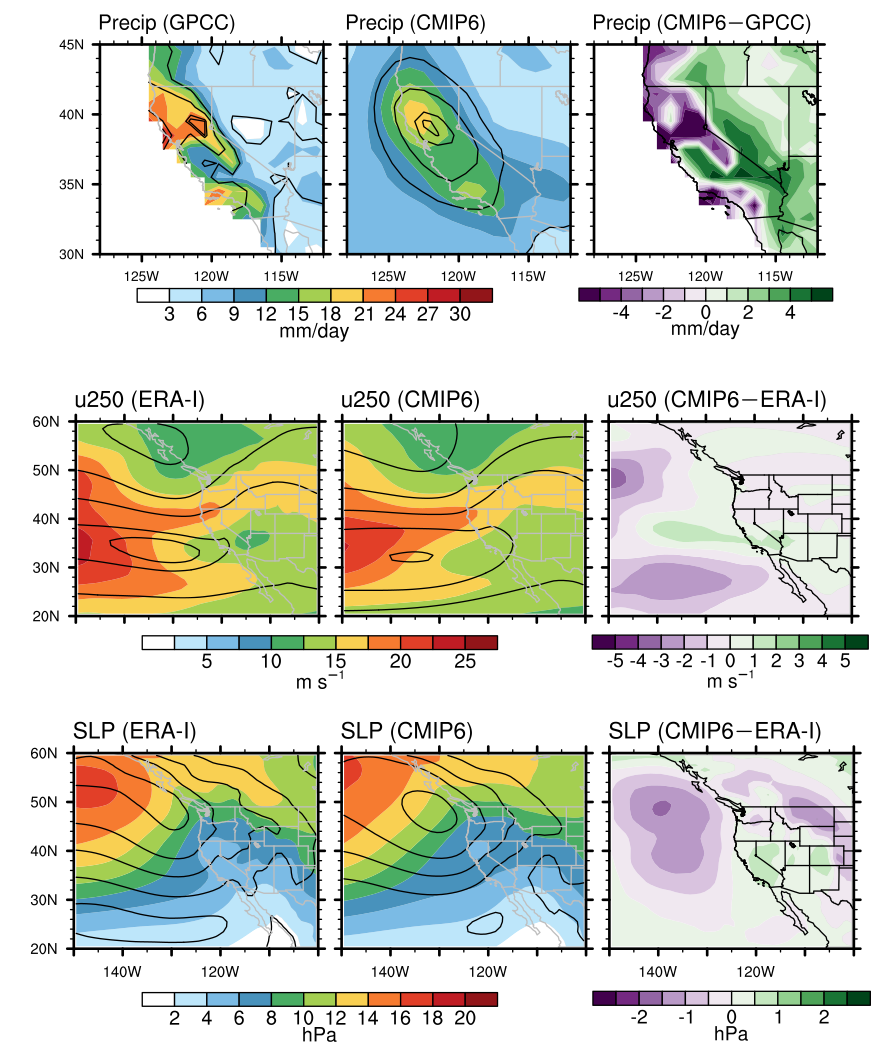 Precip (GPCC) Precip (CMIP6) Precip (CMIP6−GPCC)
45N
40N
35N
30N
125W 120W 115W 125W 120W 115W 125W 120W 115W
3 6 9 12 15 18 21 24 27 30 -4 -2 0 2 4
mm/day mm/day
u250 (ERA-I) u250 (CMIP6) u250 (CMIP6−ERA-I)
60N
50N
40N
30N
20N
5 10 15 20 25 -5 -4 -3 -2 -1 0 1 2 3 4 5
m s⁻¹ m s⁻¹
SLP (ERA-I) SLP (CMIP6) SLP (CMIP6−ERA-I)
60N
50N
40N
30N
20N
140W 120W 140W 120W 140W 120W
2 4 6 8 10 12 14 16 18 20 -2 -1 0 1 2
hPa hPa